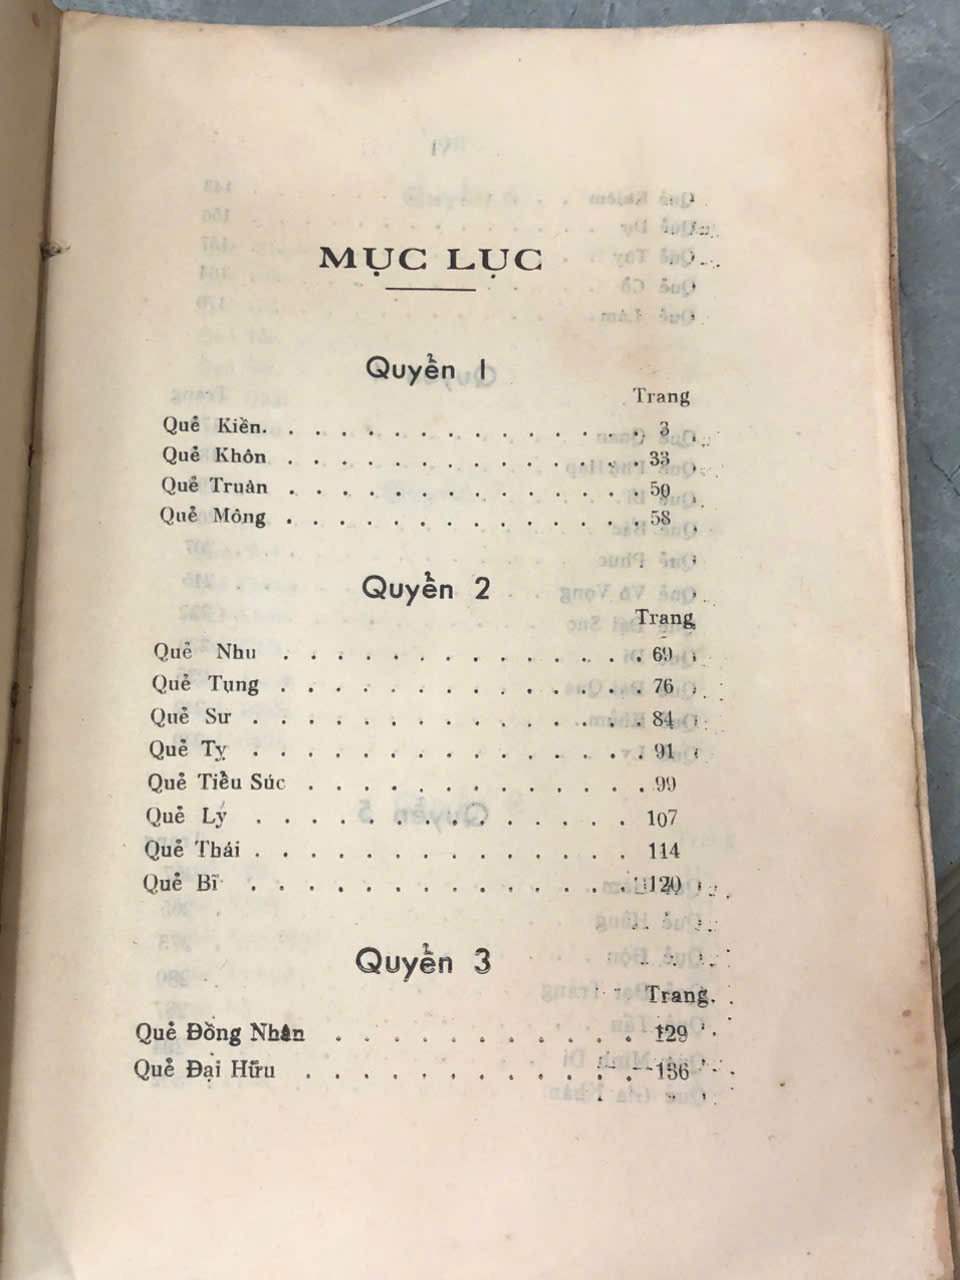 MỤC LỤC
Quyển 1
Trang
Quẻ Kiền. . . . . . . . . . . . . . . 3
Quẻ Khôn . . . . . . . . . . . . . . 33
Quẻ Truân . . . . . . . . . . . . . . 50
Quẻ Mông . . . . . . . . . . . . . . 58
Quyển 2
Trang
Quẻ Nhu . . . . . . . . . . . . . . 69
Quẻ Tụng . . . . . . . . . . . . . . 76
Quẻ Sư . . . . . . . . . . . . . . . 84
Quẻ Tỵ . . . . . . . . . . . . . . . 91
Quẻ Tiểu Súc . . . . . . . . . . . . . 99
Quẻ Lý . . . . . . . . . . . . . . 107
Quẻ Thái . . . . . . . . . . . . . . 114
Quẻ Bĩ . . . . . . . . . . . . . . . 120
Quyển 3
Trang
Quẻ Đồng Nhân . . . . . . . . . . . 129
Quẻ Đại Hữu . . . . . . . . . . . . . 136